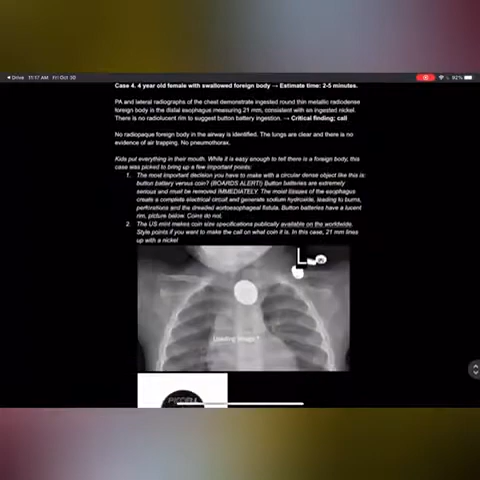 Drive 11:17 AM Fri Oct 30 92%
Case 4. 4 year old female with swallowed foreign body → Estimate time: 2-5 minutes.
PA and lateral radiographs of the chest demonstrate ingested round thin metallic radiodense
foreign body in the distal esophagus measuring 21 mm, consistent with an ingested nickel.
There is no radiolucent rim to suggest button battery ingestion. → Critical finding; call
No radiopaque foreign body in the airway is identified. The lungs are clear and there is no
evidence of air trapping. No pneumothorax.
Kids put everything in their mouth. While it is easy enough to tell there is a foreign body, this
case was picked to bring up a few important points:
1. The most important decision you have to make with a circular dense object like this is:
button battery versus coin? (BOARDS ALERT!) Button batteries are extremely
serious and must be removed IMMEDIATELY. The moist tissues of the esophagus
create a complete electrical circuit and generate sodium hydroxide, leading to burns,
perforations and the dreaded aortoesophageal fistula. Button batteries have a lucent
rim, picture below. Coins do not.
2. The US mint makes coin size specifications publically available on the worldwide.
Style points if you want to make the call on what coin it is. In this case, 21 mm lines
up with a nickel
L
Loading image